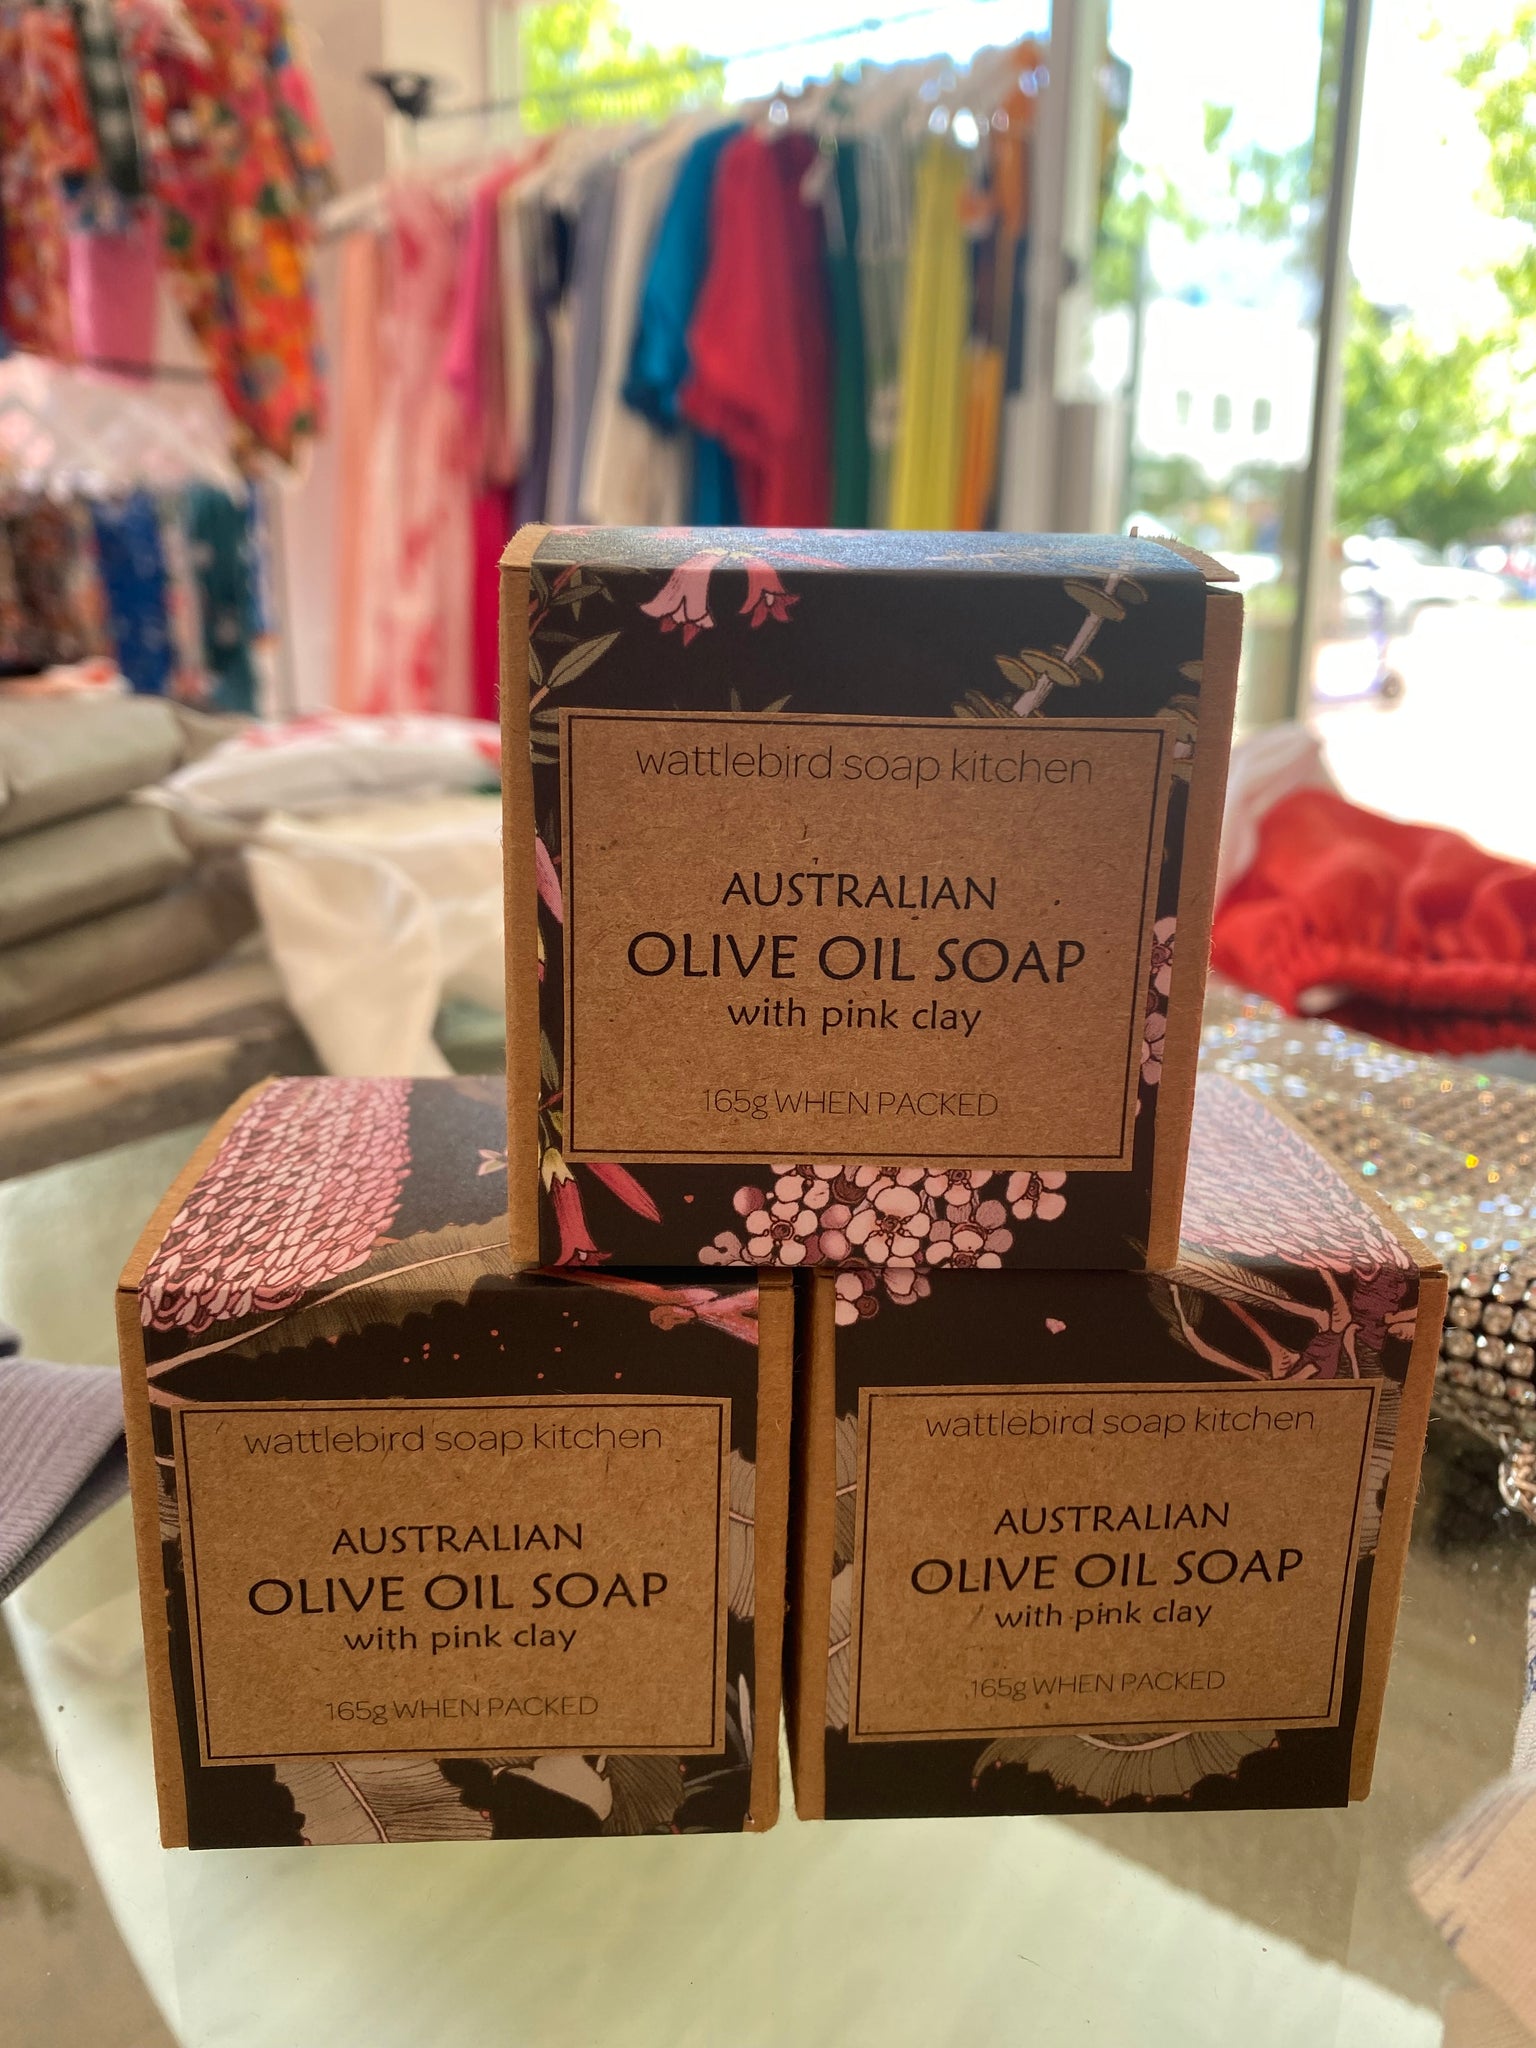 wattlebird soap kitchen
AUSTRALIAN
OLIVE OIL SOAP
with pink clay
165g WHEN PACKED
wattlebird soap kitchen
AUSTRALIAN
OLIVE OIL SOAP
with pink clay
165g WHEN PACKED
wattlebird soap kitchen
AUSTRALIAN
OLIVE OIL SOAP
with pink clay
165g WHEN PACKED